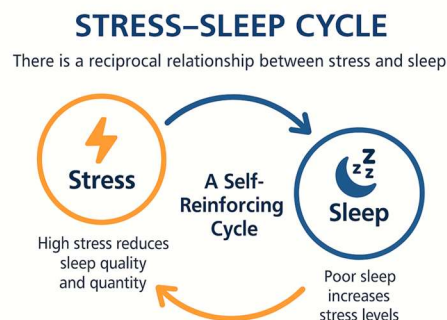 STRESS–SLEEP CYCLE
There is a reciprocal relationship between stress and sleep
z z z
Stress
A Self-
Reinforcing
Cycle
Sleep
High stress reduces
sleep quality
and quantity
Poor sleep
increases
stress levels